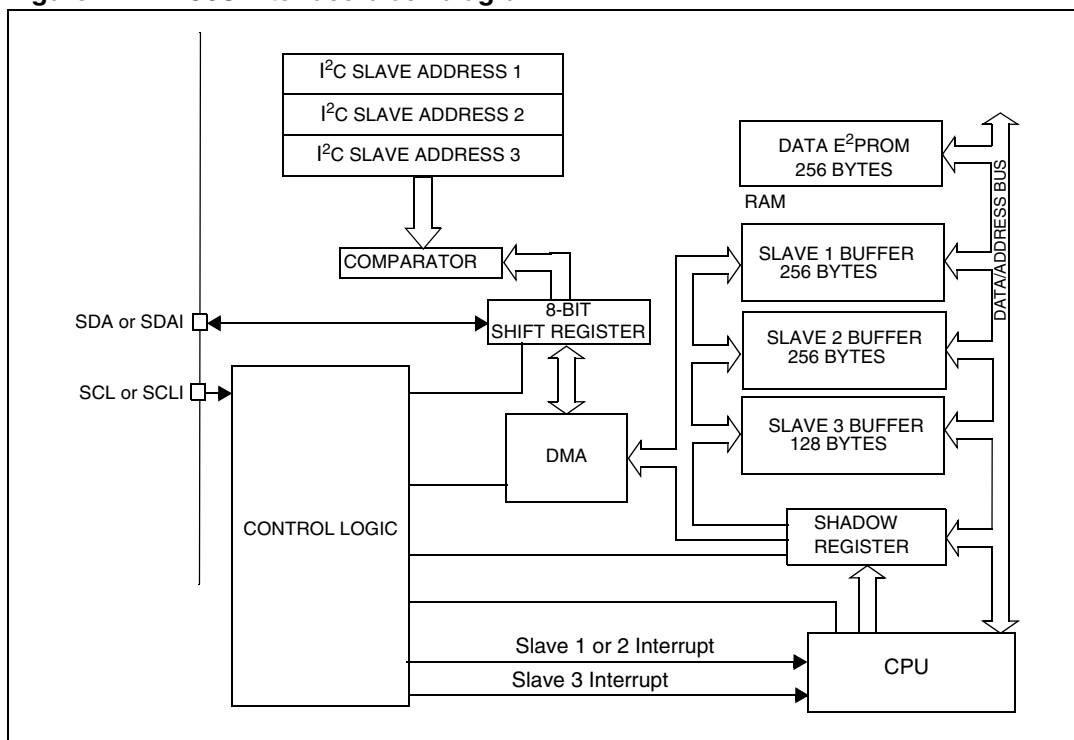 I²C SLAVE ADDRESS 1
I²C SLAVE ADDRESS 2
I²C SLAVE ADDRESS 3
COMPARATOR
8-BIT
SHIFT REGISTER
SDA or SDAI
SCL or SCLI
CONTROL LOGIC
DMA
DATA E²PROM
256 BYTES
RAM
SLAVE 1 BUFFER
256 BYTES
SLAVE 2 BUFFER
256 BYTES
SLAVE 3 BUFFER
128 BYTES
DATA/ADDRESS BUS
SHADOW
REGISTER
Slave 1 or 2 Interrupt
Slave 3 Interrupt
CPU